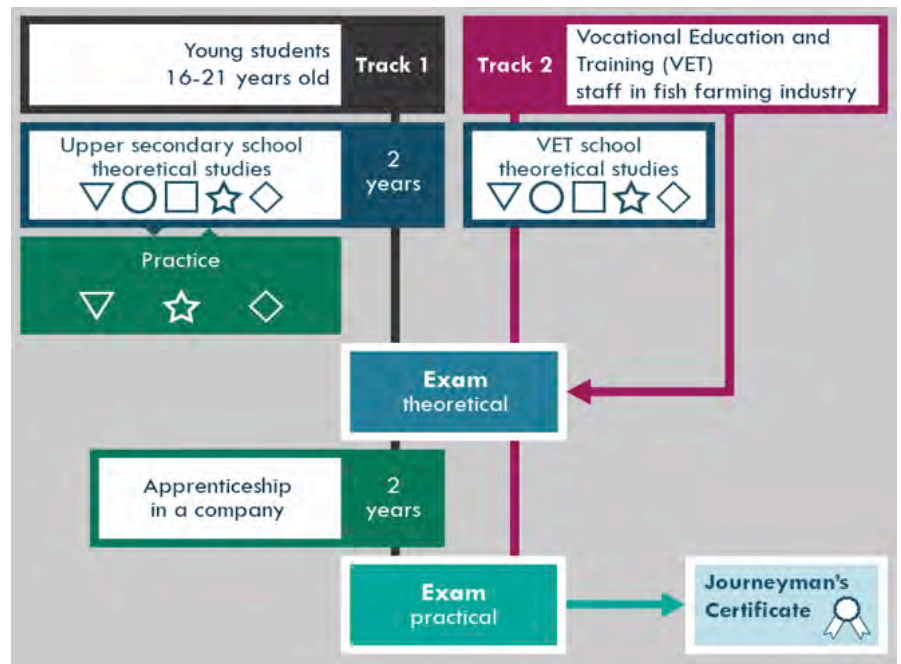 Young students
16-21 years old
Track 1
Track 2
Vocational Education and
Training (VET)
staff in fish farming industry
Upper secondary school
theoretical studies
2
years
VET school
theoretical studies
Practice
Exam
theoretical
Apprenticeship
in a company
2
years
Exam
practical
Journeyman's
Certificate